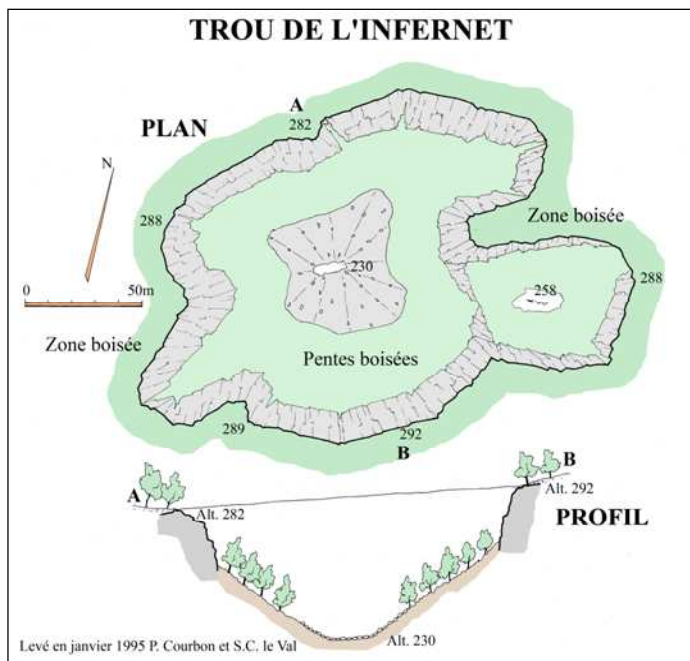 TROU DE L'INFERNET
A
282
PLAN
N
288
Zone boisée
230
0 50m
258
288
Zone boisée
Pentes boisées
289
292
B
A
B
Alt. 282
Alt. 292
PROFIL
Alt. 230
Levé en janvier 1995 P. Courbon et S.C. le Val